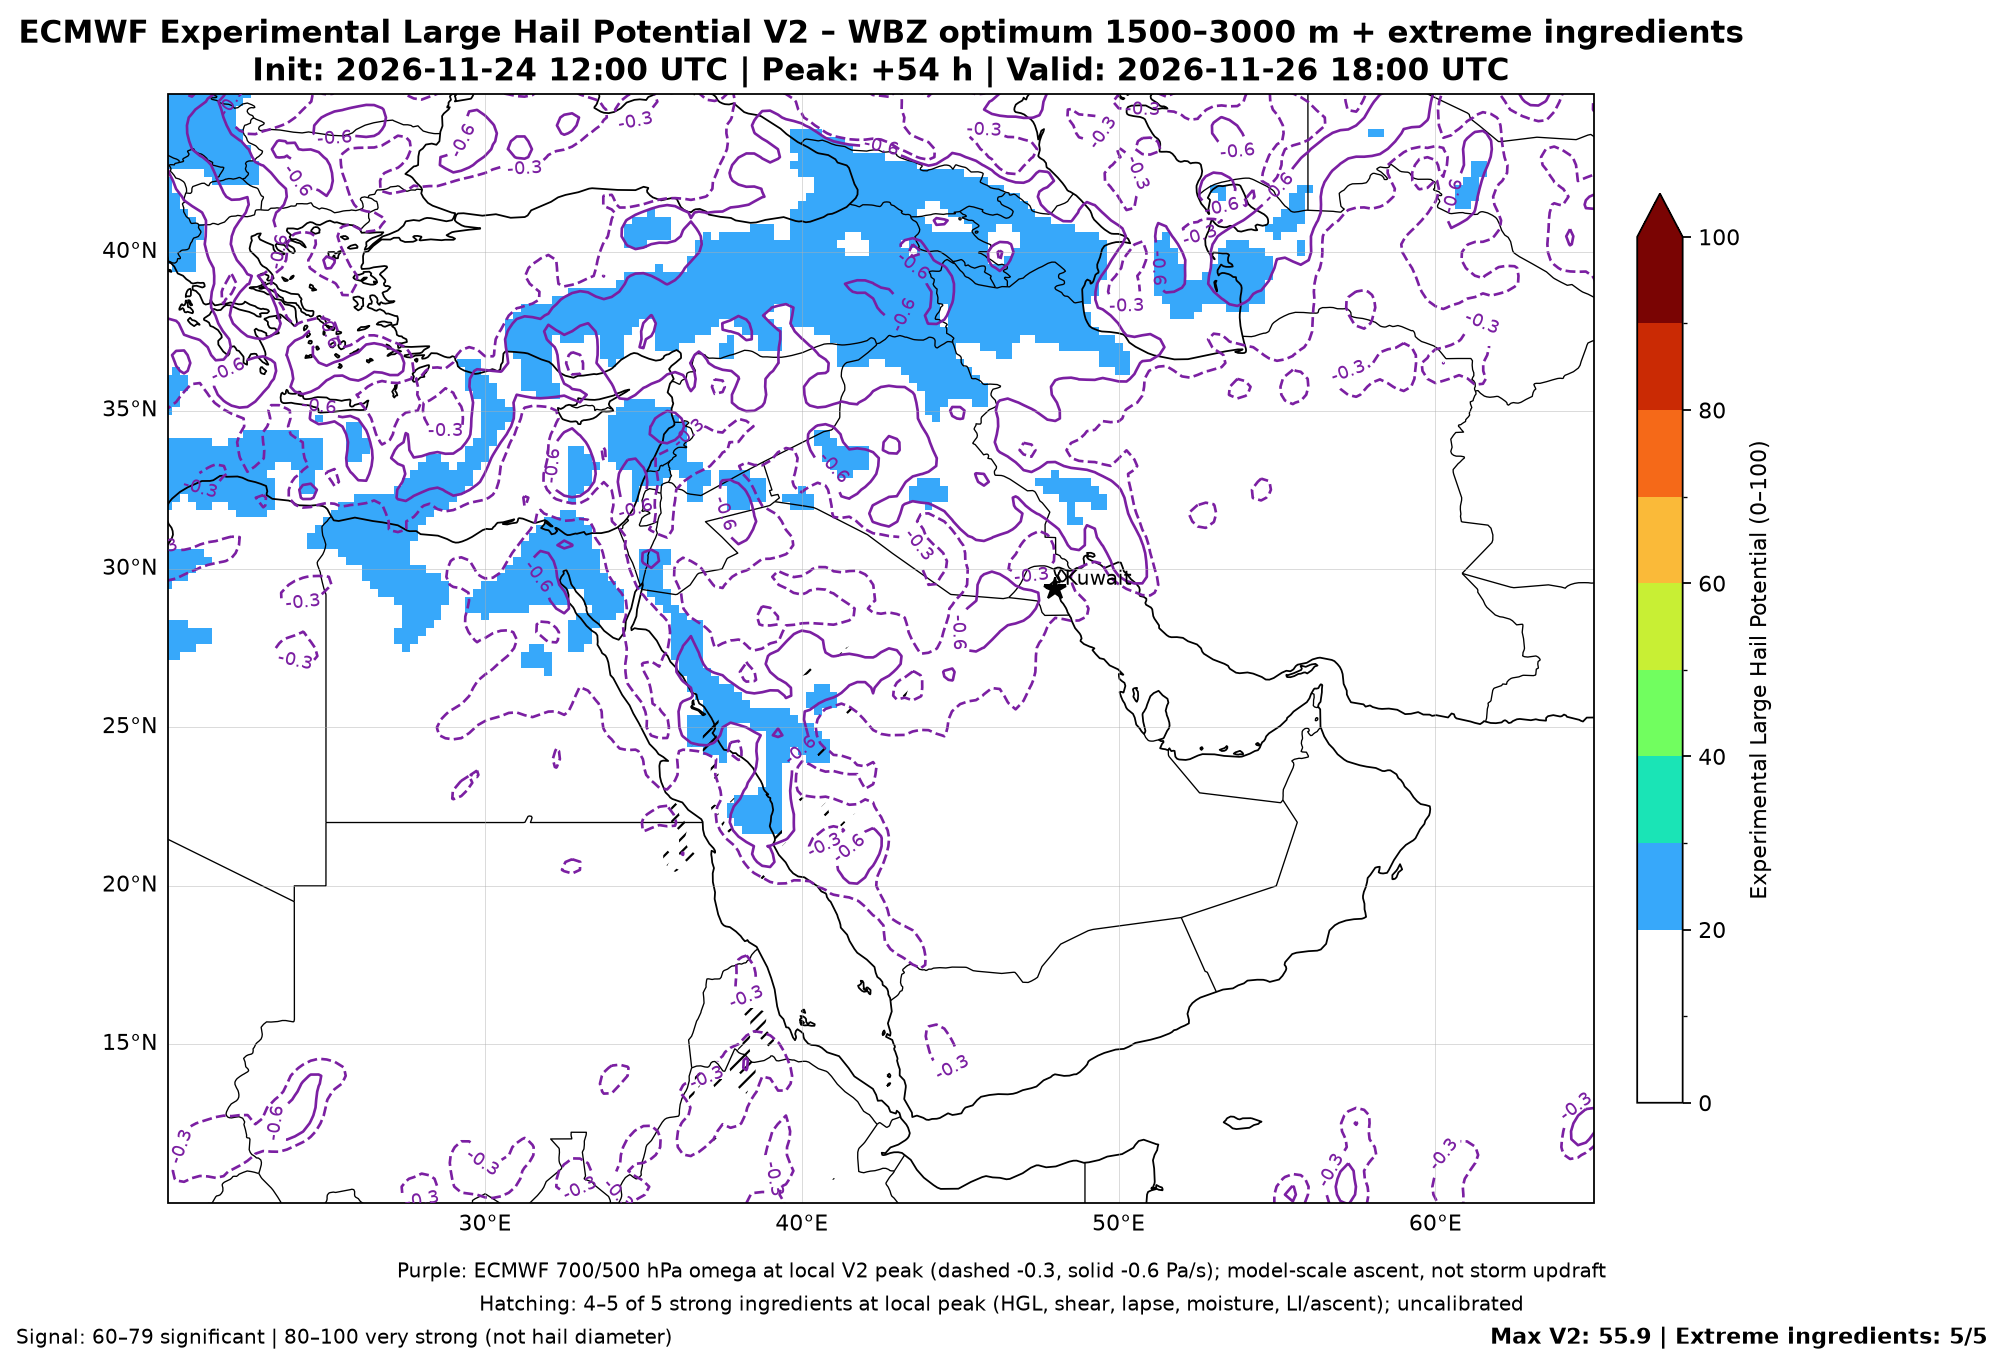 ECMWF Experimental Large Hail Potential V2 – WBZ optimum 1500–3000 m + extreme ingredients
Init: 2026-11-24 12:00 UTC | Peak: +54 h | Valid: 2026-11-26 18:00 UTC
40°N
35°N
30°N
25°N
20°N
15°N
30°E
40°E
50°E
60°E
Kuwait
-0.3
-0.6
100
80
60
40
20
0
Experimental Large Hail Potential (0–100)
Purple: ECMWF 700/500 hPa omega at local V2 peak (dashed -0.3, solid -0.6 Pa/s); model-scale ascent, not storm updraft
Hatching: 4–5 of 5 strong ingredients at local peak (HGL, shear, lapse, moisture, LI/ascent); uncalibrated
Signal: 60–79 significant | 80–100 very strong (not hail diameter)
Max V2: 55.9 | Extreme ingredients: 5/5